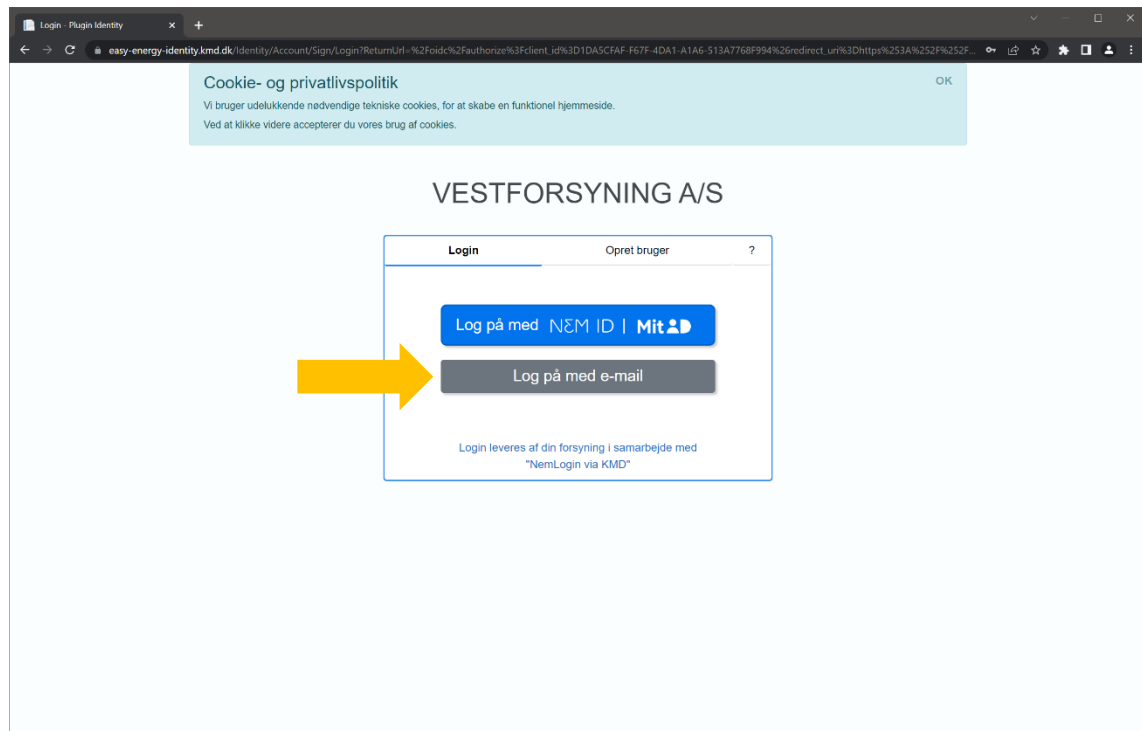 Login - Plugin Identity
easy-energy-identity.kmd.dk/Identity/Account/Sign/Login?ReturnUrl=%2Foidc%2Fauthorize%3Fclient_id%3D1DA5CFAF-F67F-4DA1-A1A6-513A7768F994%26redirect_uri%3Dhttps%253A%252F%252F...
Cookie- og privatlivspolitik
OK
Vi bruger udelukkende nødvendige tekniske cookies, for at skabe en funktionel hjemmeside.
Ved at klikke videre accepterer du vores brug af cookies.
VESTFORSYNING A/S
Login Opret bruger ?
Log på med NEM ID | Mit ID
Log på med e-mail
Login leveres af din forsyning i samarbejde med
"NemLogin via KMD"